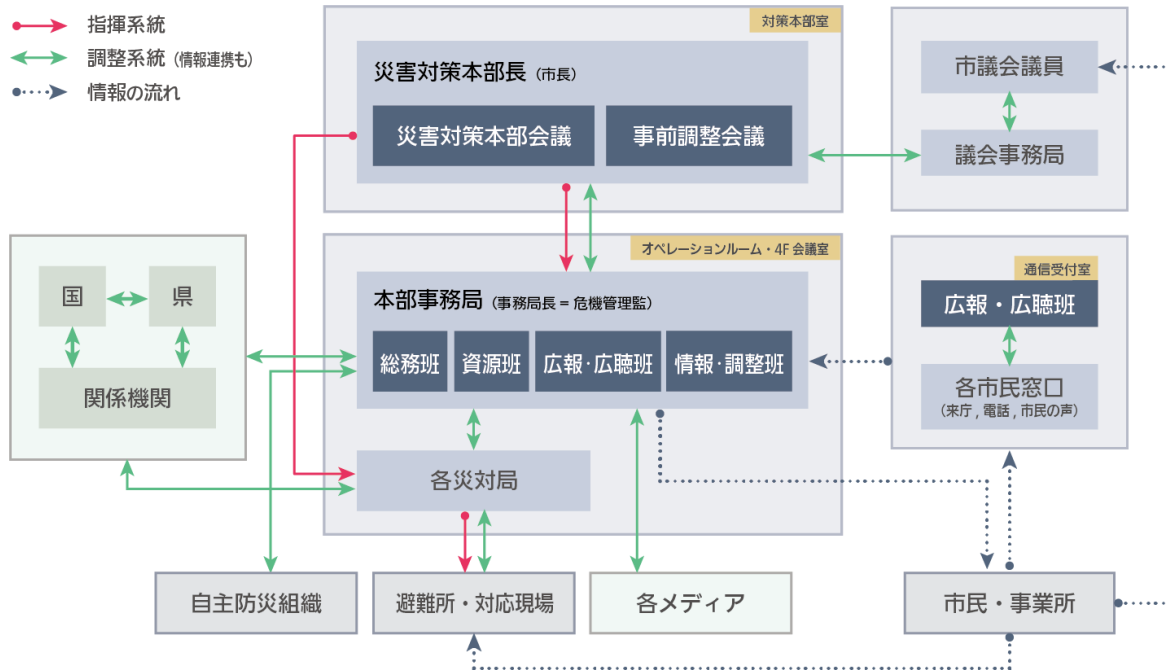 指揮系統
調整系統(情報連携も)
情報の流れ
対策本部室
災害対策本部長(市長)
災害対策本部会議
事前調整会議
市議会議員
議会事務局
オペレーションルーム・4F会議室
本部事務局(事務局長=危機管理監)
総務班
資源班
広報・広聴班
情報・調整班
各災対局
通信受付室
広報・広聴班
各市民窓口
(来庁,電話,市民の声)
国
県
関係機関
自主防災組織
避難所・対応現場
各メディア
市民・事業所